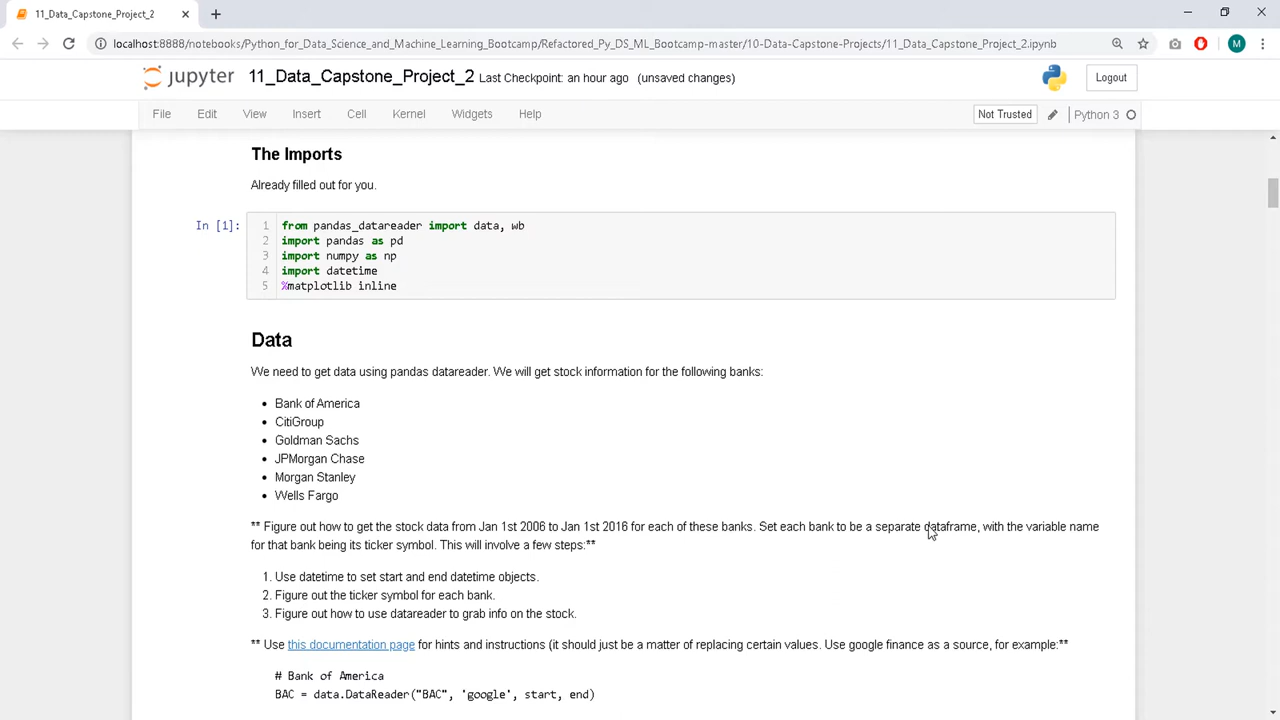 11_Data_Capstone_Project_2
localhost:8888/notebooks/Python_for_Data_Science_and_Machine_Learning_Bootcamp/Refactored_Py_DS_ML_Bootcamp-master/10-Data-Capstone-Projects/11_Data_Capstone_Project_2.ipynb
M
jupyter 11_Data_Capstone_Project_2 Last Checkpoint: an hour ago (unsaved changes) Logout
File Edit View Insert Cell Kernel Widgets Help Not Trusted Python 3
The Imports
Already filled out for you.
In [1]: 1 from pandas_datareader import data, wb
2 import pandas as pd
3 import numpy as np
4 import datetime
5 %matplotlib inline
Data
We need to get data using pandas datareader. We will get stock information for the following banks:
• Bank of America
• CitiGroup
• Goldman Sachs
• JPMorgan Chase
• Morgan Stanley
• Wells Fargo
** Figure out how to get the stock data from Jan 1st 2006 to Jan 1st 2016 for each of these banks. Set each bank to be a separate dataframe, with the variable name
for that bank being its ticker symbol. This will involve a few steps:**
1. Use datetime to set start and end datetime objects.
2. Figure out the ticker symbol for each bank.
3. Figure out how to use datareader to grab info on the stock.
** Use this documentation page for hints and instructions (it should just be a matter of replacing certain values. Use google finance as a source, for example:**
# Bank of America
BAC = data.DataReader("BAC", 'google', start, end)